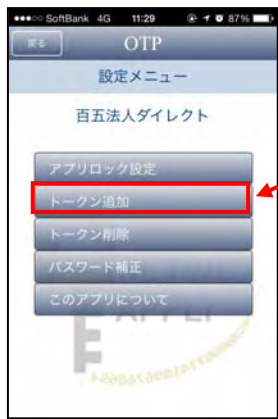 SoftBank 4G 11:29 87%
戻る OTP
設定メニュー
百五法人ダイレクト
アプリロック設定
トークン追加
トークン削除
パスワード補正
このアプリについて